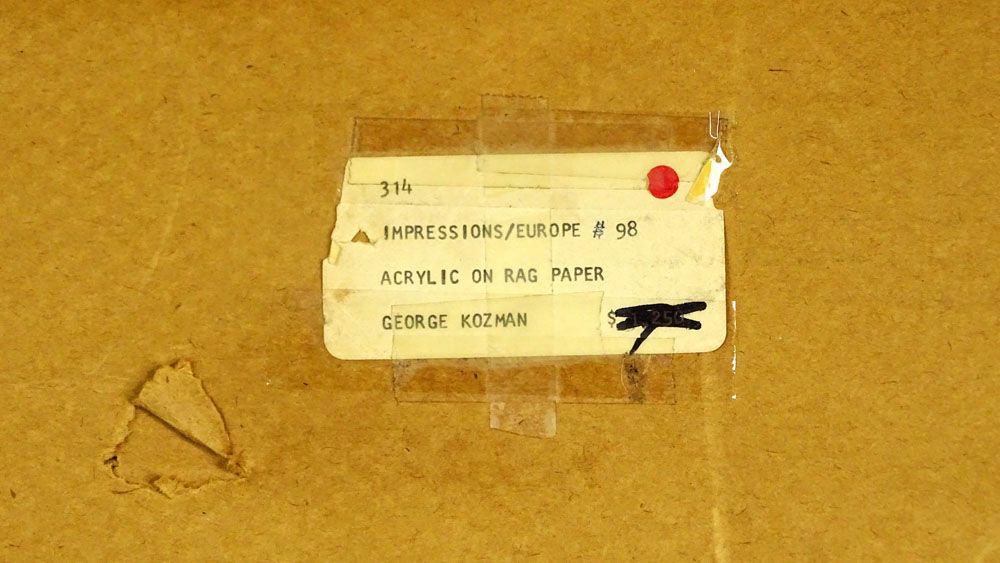 314
IMPRESSIONS/EUROPE # 98
ACRYLIC ON RAG PAPER
GEORGE KOZMAN $